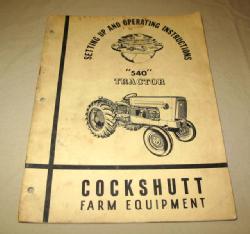 SETTING UP AND OPERATING INSTRUCTIONS
"540"
TRACTOR
COCKSHUTT
FARM EQUIPMENT